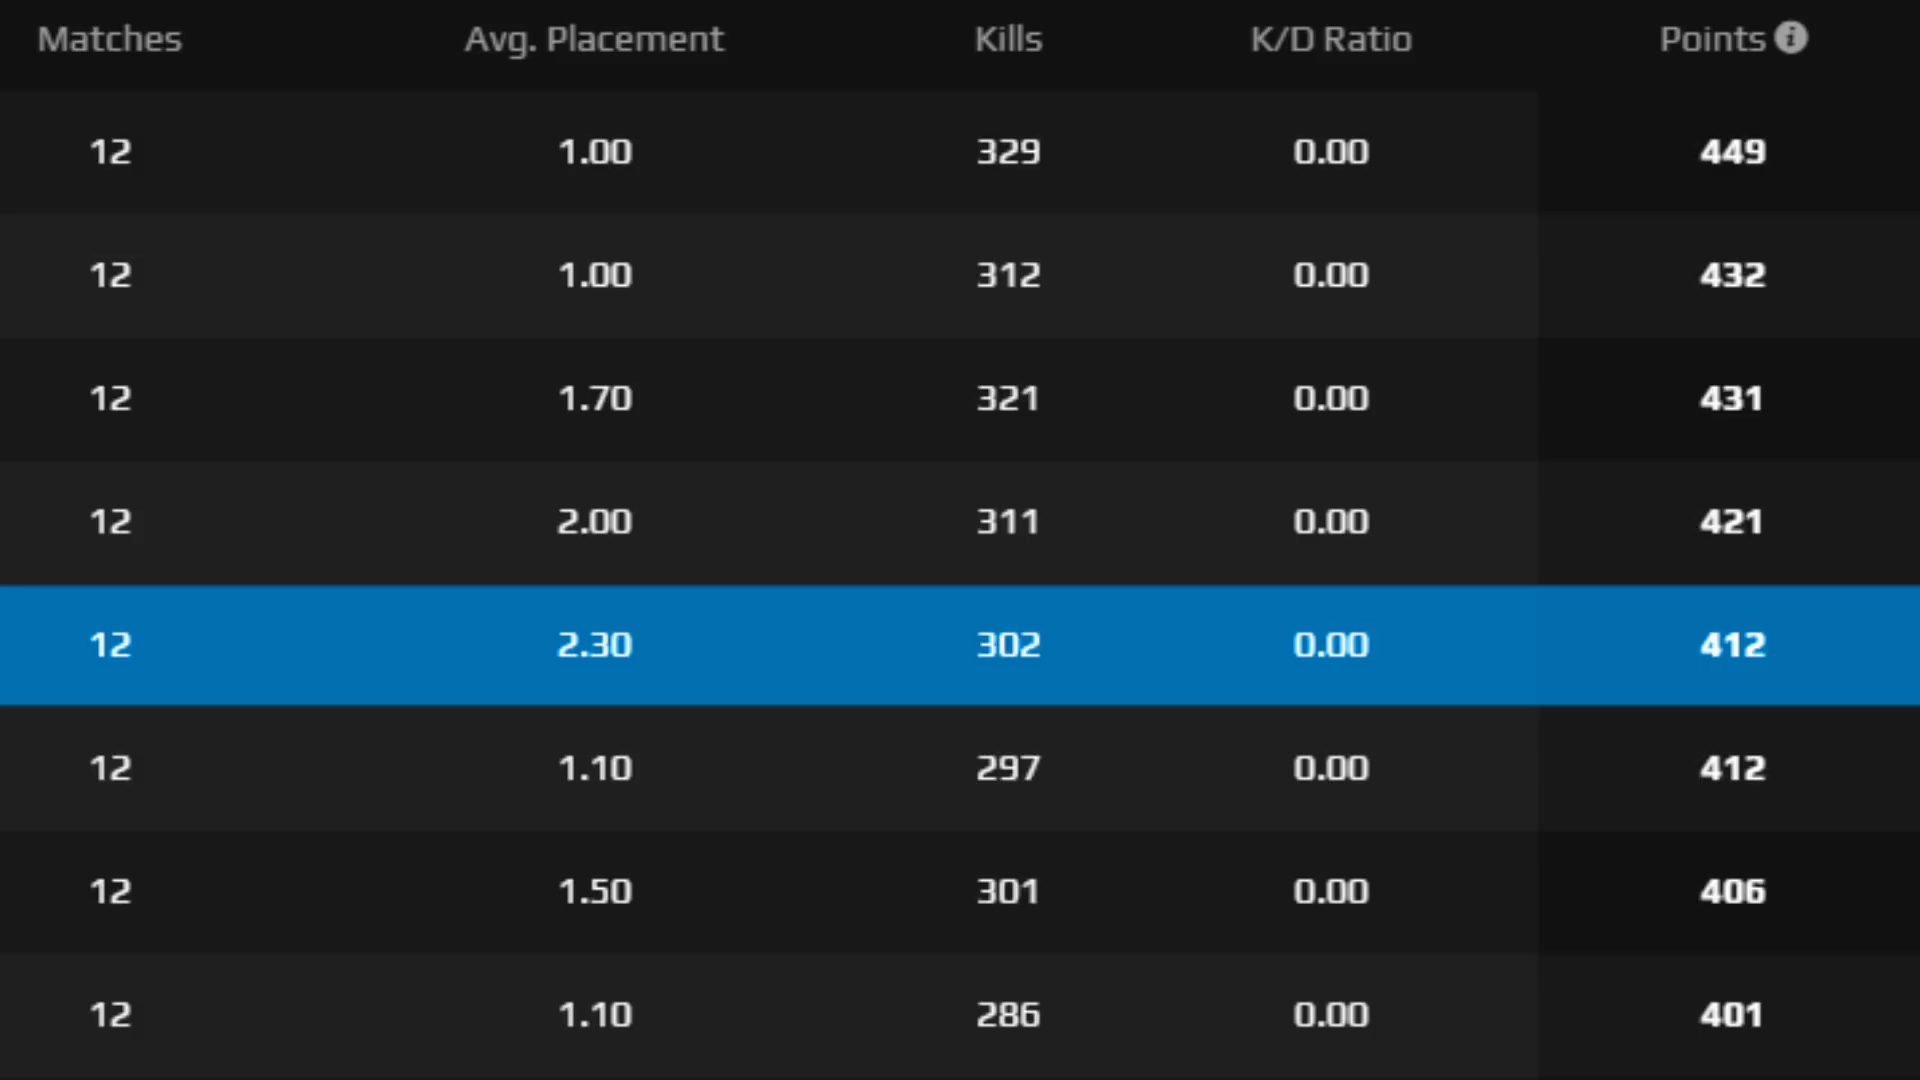 Matches Avg. Placement Kills K/D Ratio Points
12 1.00 329 0.00 449
12 1.00 312 0.00 432
12 1.70 321 0.00 431
12 2.00 311 0.00 421
12 2.30 302 0.00 412
12 1.10 297 0.00 412
12 1.50 301 0.00 406
12 1.10 286 0.00 401